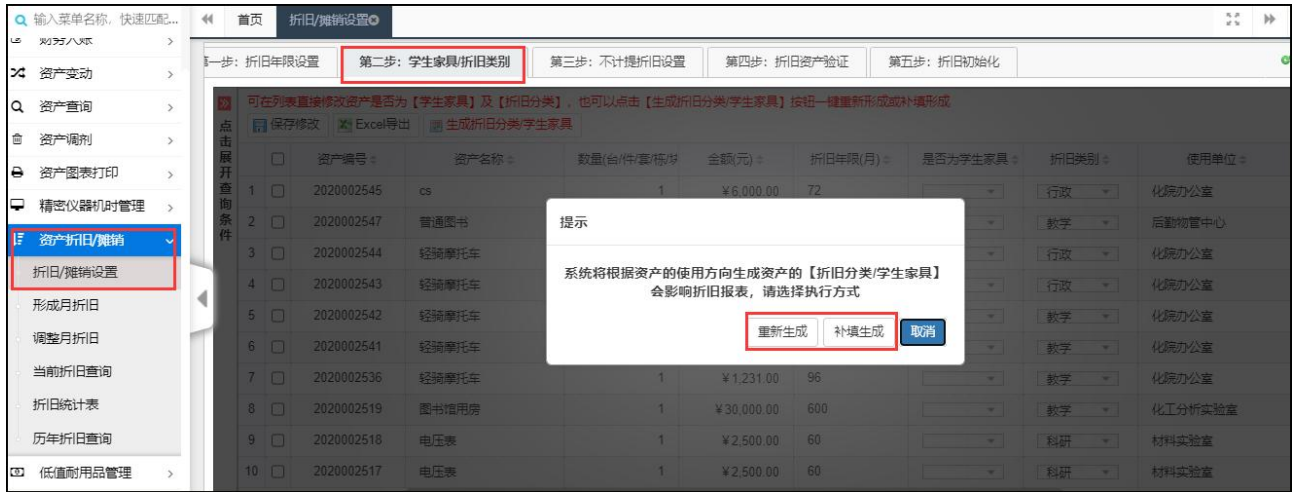 输入菜单名称，快速匹配...
首页
折旧/摊销设置
财务入账
资产变动
资产查询
资产调剂
资产图表打印
精密仪器机时管理
资产折旧/摊销
折旧/摊销设置
形成月折旧
调整月折旧
当前折旧查询
折旧统计表
历年折旧查询
低值耐用品管理
第一步：折旧年限设置 第二步：学生家具/折旧类别 第三步：不计提折旧设置 第四步：折旧资产验证 第五步：折旧初始化
点击展开查询条件
可在列表直接修改资产是否为【学生家具】及【折旧分类】，也可以点击【生成折旧分类/学生家具】按钮一键重新形成或补填形成
保存修改 Excel导出 生成折旧分类/学生家具
资产编号 资产名称 数量(台/件/套/栋/ 金额(元) 折旧年限(月) 是否为学生家具 折旧类别 使用单位
1 2020002545 cs 1 ¥6,000.00 72 行政 化院办公室
2 2020002547 普通图书 教学 后勤物管中心
3 2020002544 轻骑摩托车 行政 化院办公室
4 2020002543 轻骑摩托车 行政 化院办公室
5 2020002542 轻骑摩托车 教学 化院办公室
6 2020002541 轻骑摩托车 教学 化院办公室
7 2020002536 轻骑摩托车 1 ¥1,231.00 96 教学 化院办公室
8 2020002519 图书馆用房 1 ¥30,000.00 600 教学 化工分析实验室
9 2020002518 电压表 1 ¥2,500.00 60 科研 材料实验室
10 2020002517 电压表 1 ¥2,500.00 60 科研 材料实验室
提示
系统将根据资产的使用方向生成资产的【折旧分类/学生家具】
会影响折旧报表，请选择执行方式
重新生成 补填生成 取消